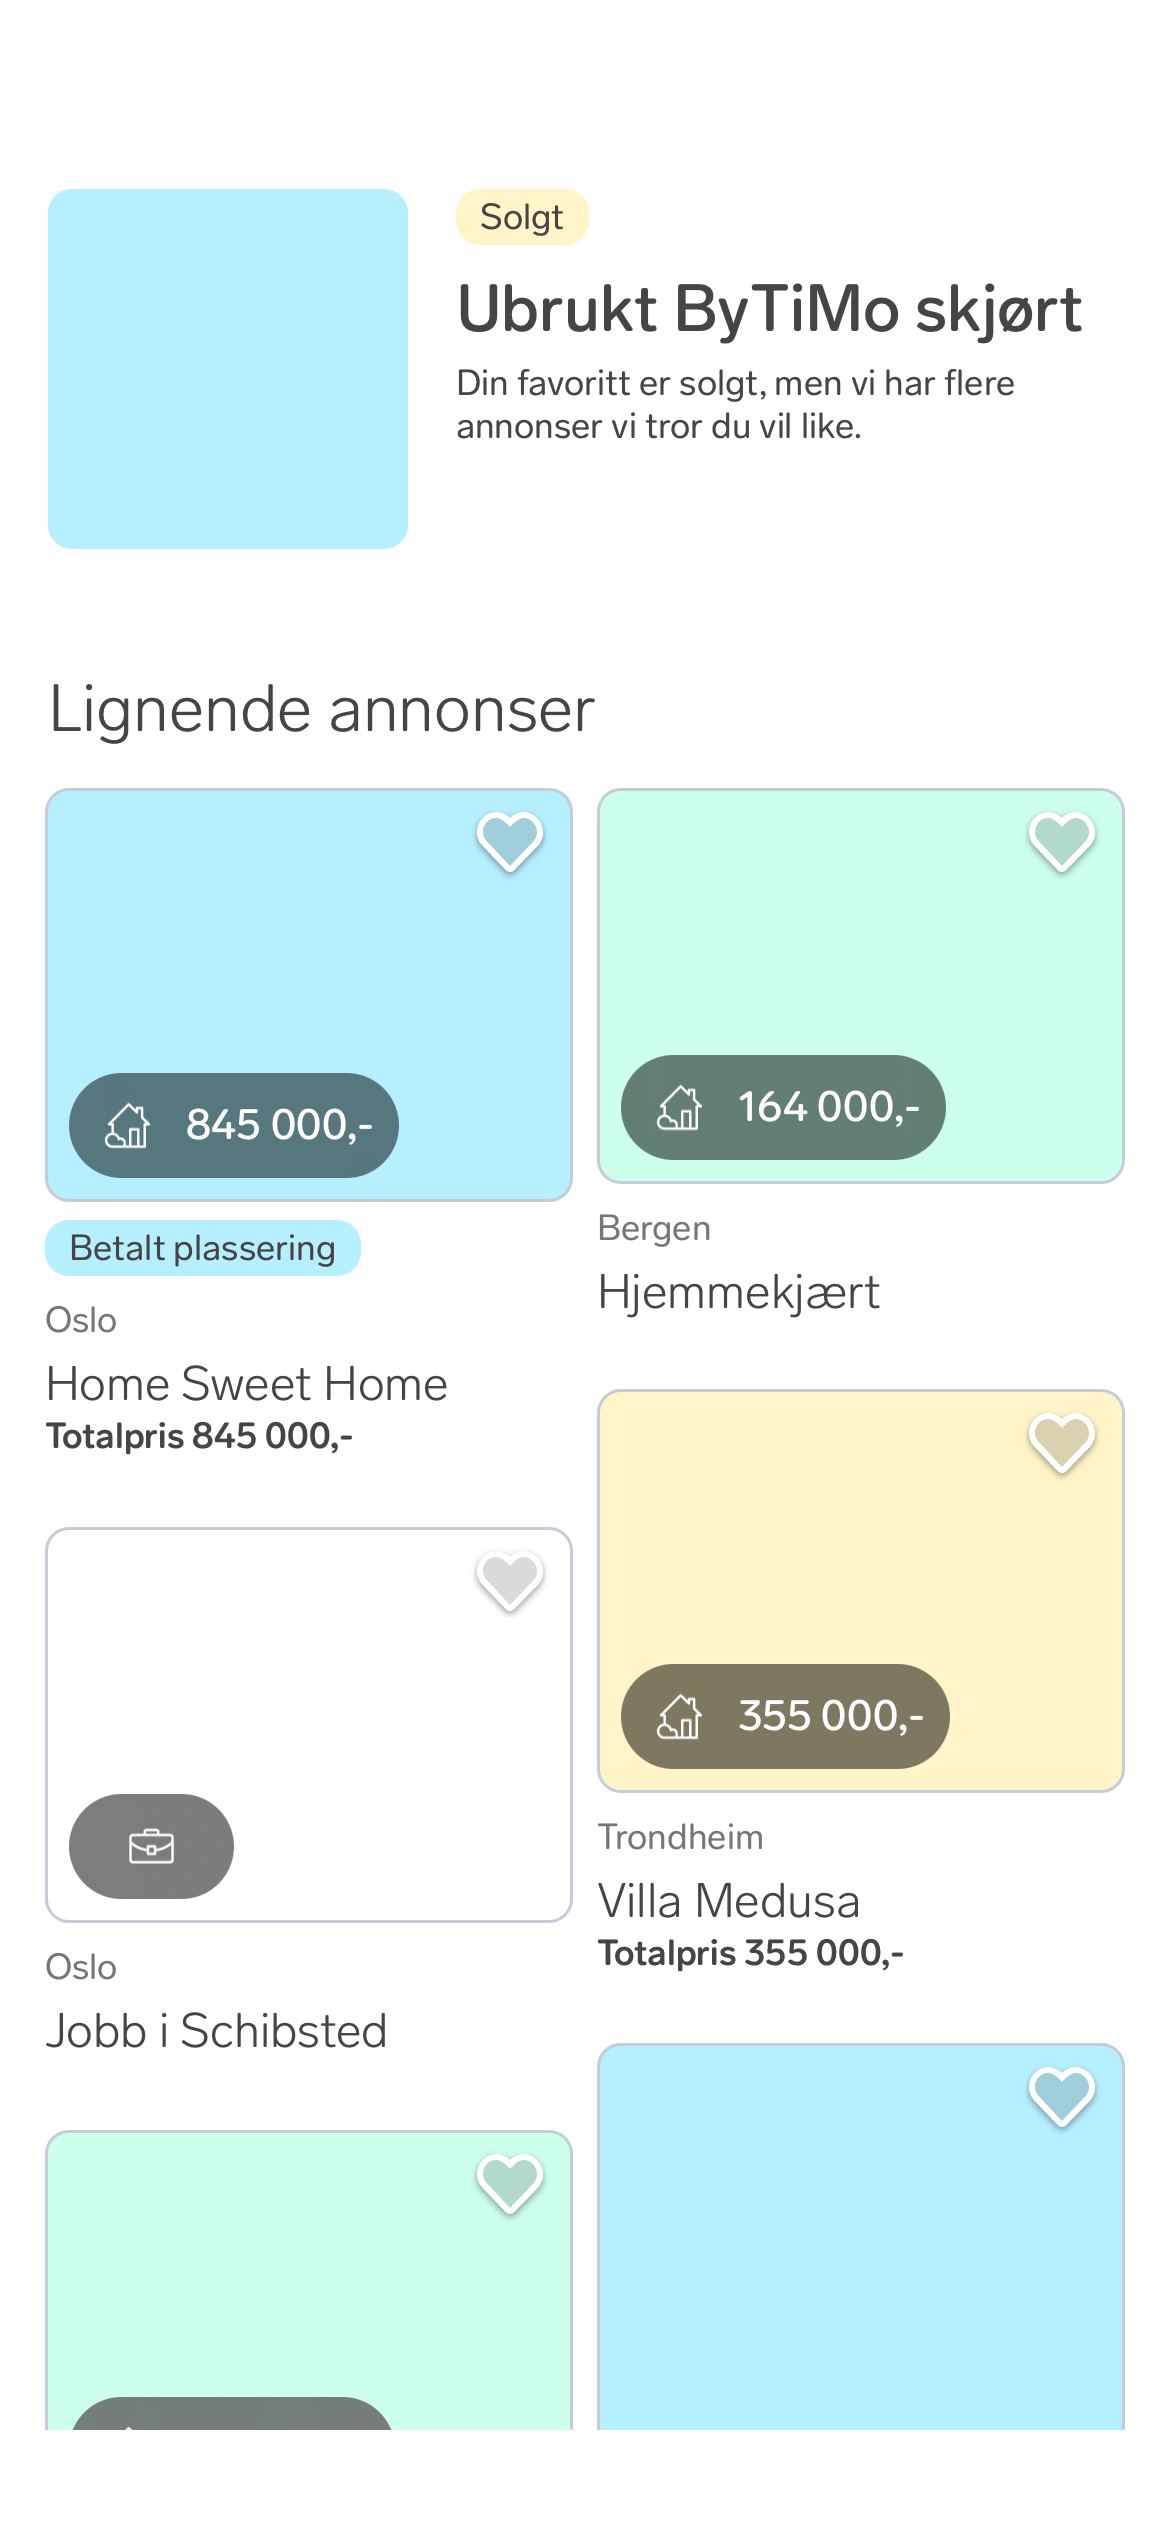 Solgt
Ubrukt ByTiMo skjørt
Din favoritt er solgt, men vi har flere
annonser vi tror du vil like.
Lignende annonser
845 000,-
Betalt plassering
Oslo
Home Sweet Home
Totalpris 845 000,-
164 000,-
Bergen
Hjemmekjært
355 000,-
Trondheim
Villa Medusa
Totalpris 355 000,-
Oslo
Jobb i Schibsted